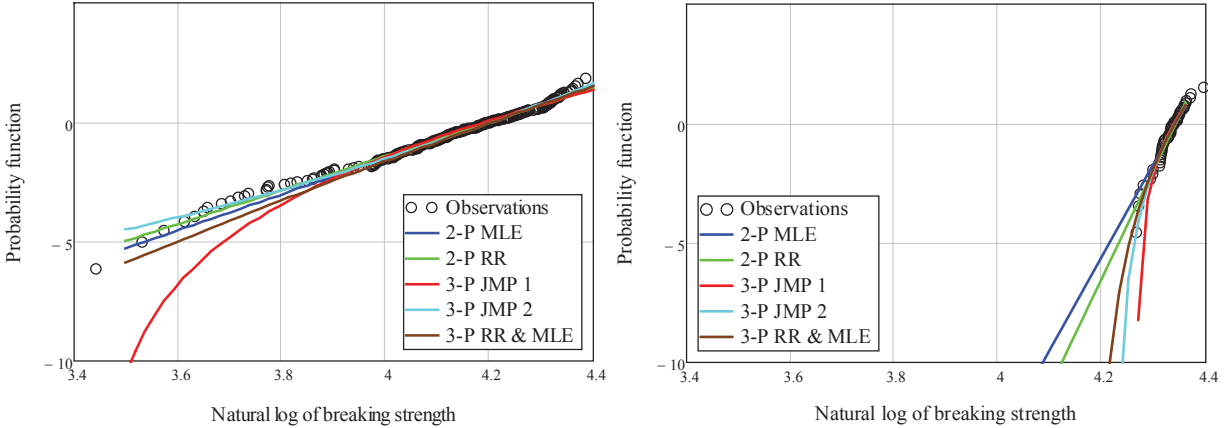 Probability function
0
− 5
− 10
3.4
3.6
3.8
4
4.2
4.4
Natural log of breaking strength
Observations
2-P MLE
2-P RR
3-P JMP 1
3-P JMP 2
3-P RR & MLE
Probability function
0
− 5
− 10
3.4
3.6
3.8
4
4.2
4.4
Natural log of breaking strength
Observations
2-P MLE
2-P RR
3-P JMP 1
3-P JMP 2
3-P RR & MLE